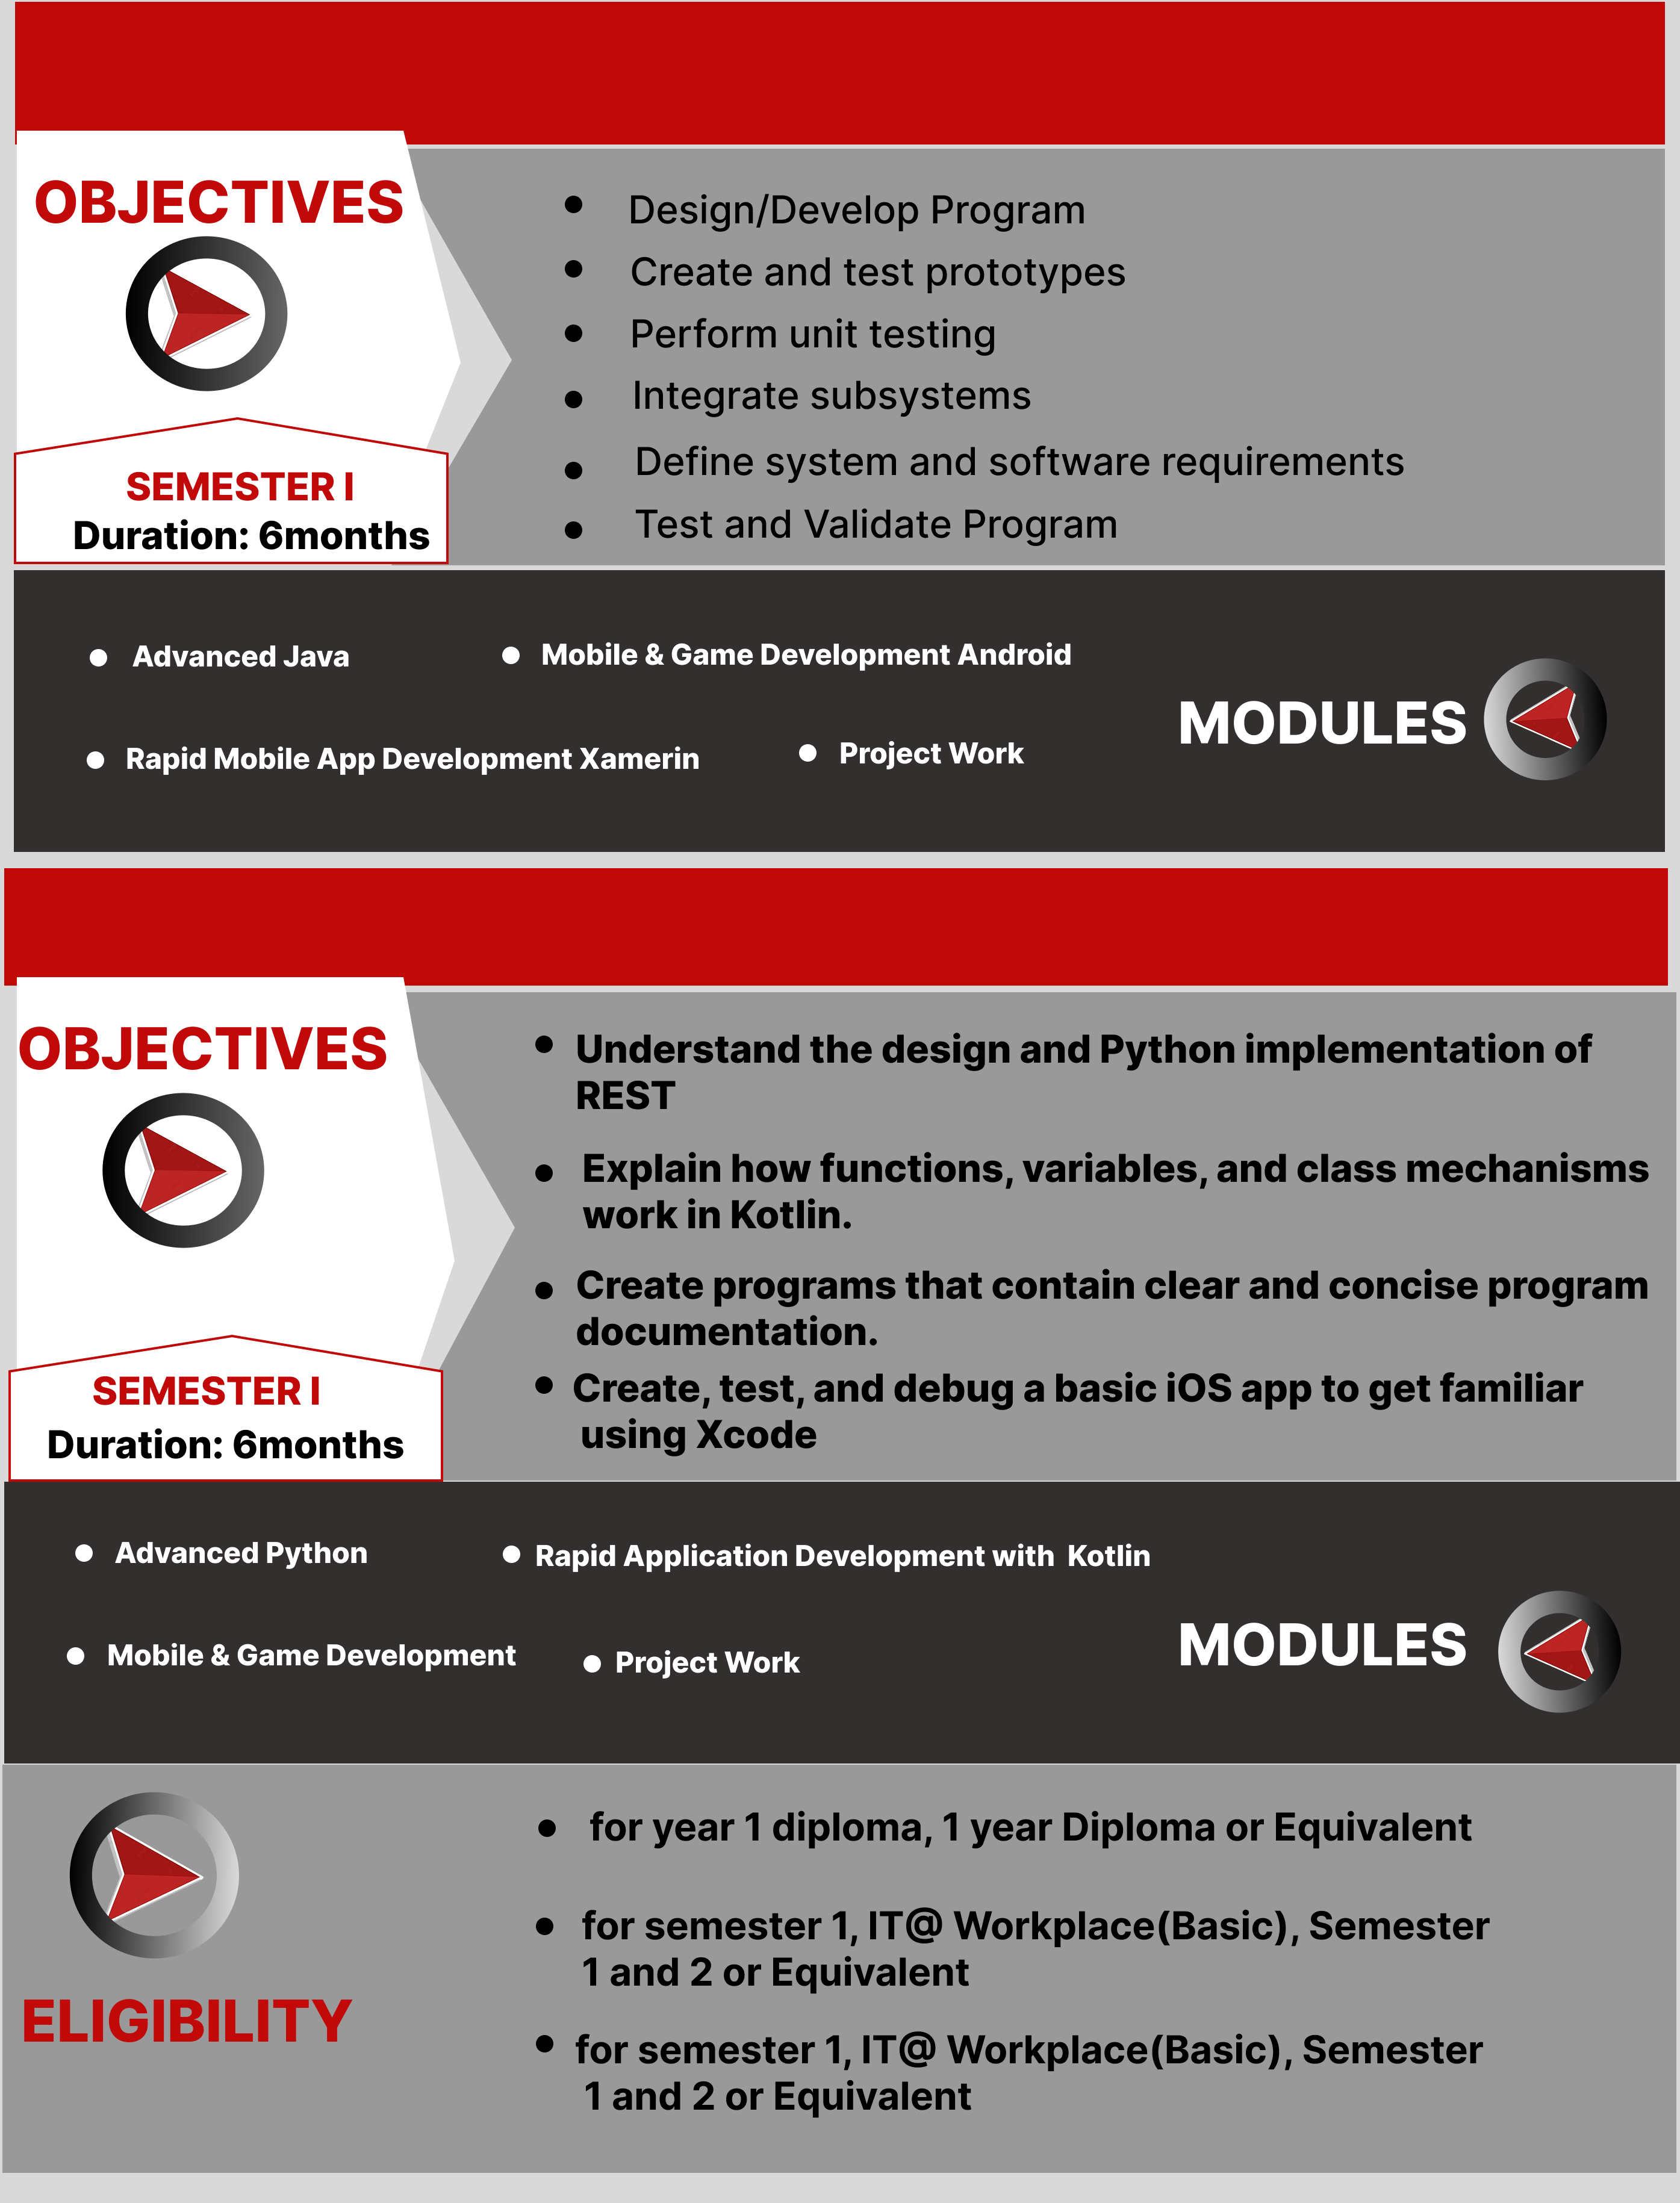 OBJECTIVES
Design/Develop Program
Create and test prototypes
Perform unit testing
Integrate subsystems
Define system and software requirements
Test and Validate Program
SEMESTER I
Duration: 6months
Advanced Java
Mobile & Game Development Android
Rapid Mobile App Development Xamerin
Project Work
MODULES
OBJECTIVES
Understand the design and Python implementation of
REST
Explain how functions, variables, and class mechanisms
work in Kotlin.
Create programs that contain clear and concise program
documentation.
Create, test, and debug a basic iOS app to get familiar
using Xcode
SEMESTER I
Duration: 6months
Advanced Python
Rapid Application Development with Kotlin
Mobile & Game Development
Project Work
MODULES
ELIGIBILITY
for year 1 diploma, 1 year Diploma or Equivalent
for semester 1, IT@ Workplace(Basic), Semester
1 and 2 or Equivalent
for semester 1, IT@ Workplace(Basic), Semester
1 and 2 or Equivalent